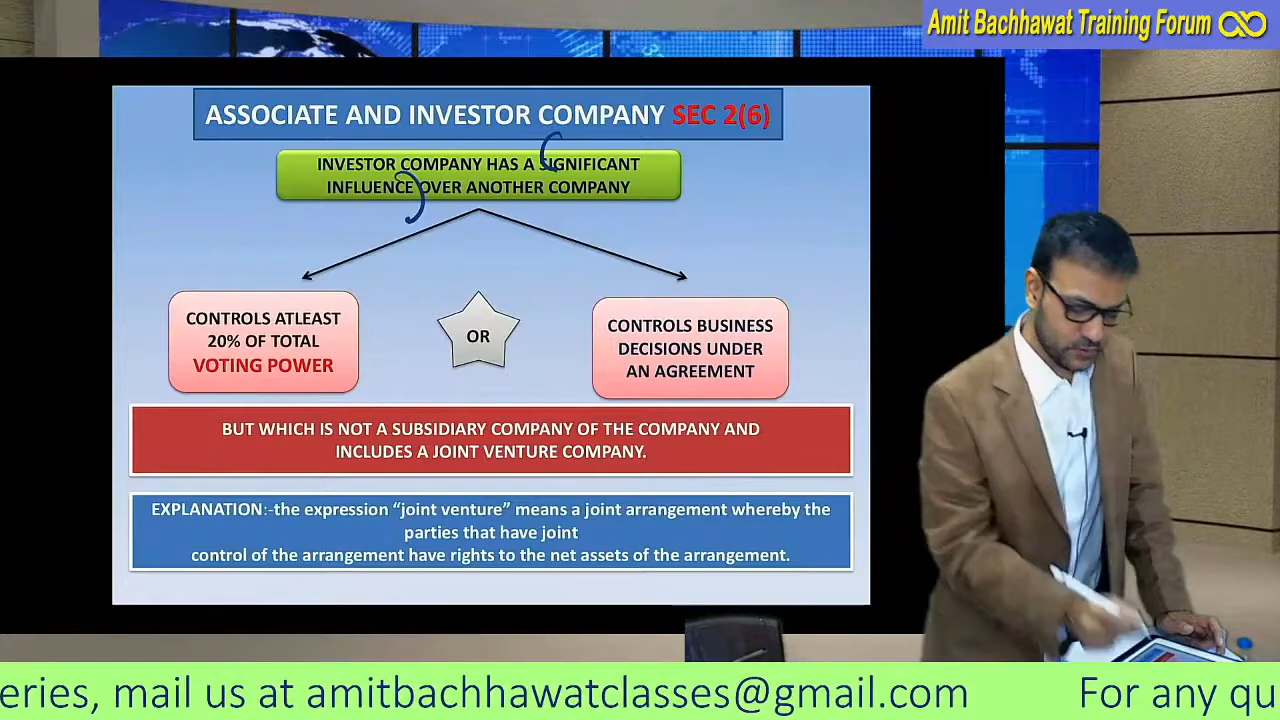 Amit Bachhawat Training Forum
ASSOCIATE AND INVESTOR COMPANY SEC 2(6)
INVESTOR COMPANY HAS A SIGNIFICANT
INFLUENCE OVER ANOTHER COMPANY
CONTROLS ATLEAST
20% OF TOTAL
VOTING POWER
OR
CONTROLS BUSINESS
DECISIONS UNDER
AN AGREEMENT
BUT WHICH IS NOT A SUBSIDIARY COMPANY OF THE COMPANY AND
INCLUDES A JOINT VENTURE COMPANY.
EXPLANATION:-the expression “joint venture” means a joint arrangement whereby the
parties that have joint
control of the arrangement have rights to the net assets of the arrangement.
eries, mail us at amitbachhawatclasses@gmail.com For any qu